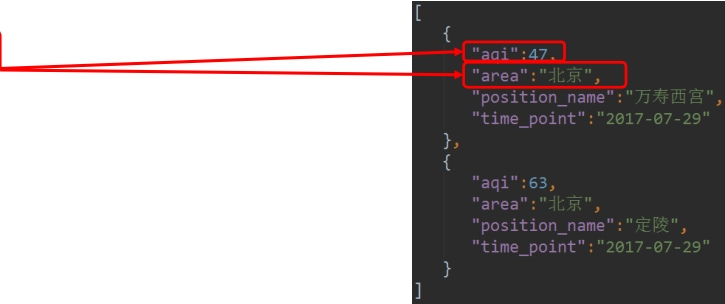 [
{
"aqi":47,
"area":"北京",
"position_name":"万寿西宫",
"time_point":"2017-07-29"
},
{
"aqi":63,
"area":"北京",
"position_name":"定陵",
"time_point":"2017-07-29"
}
]